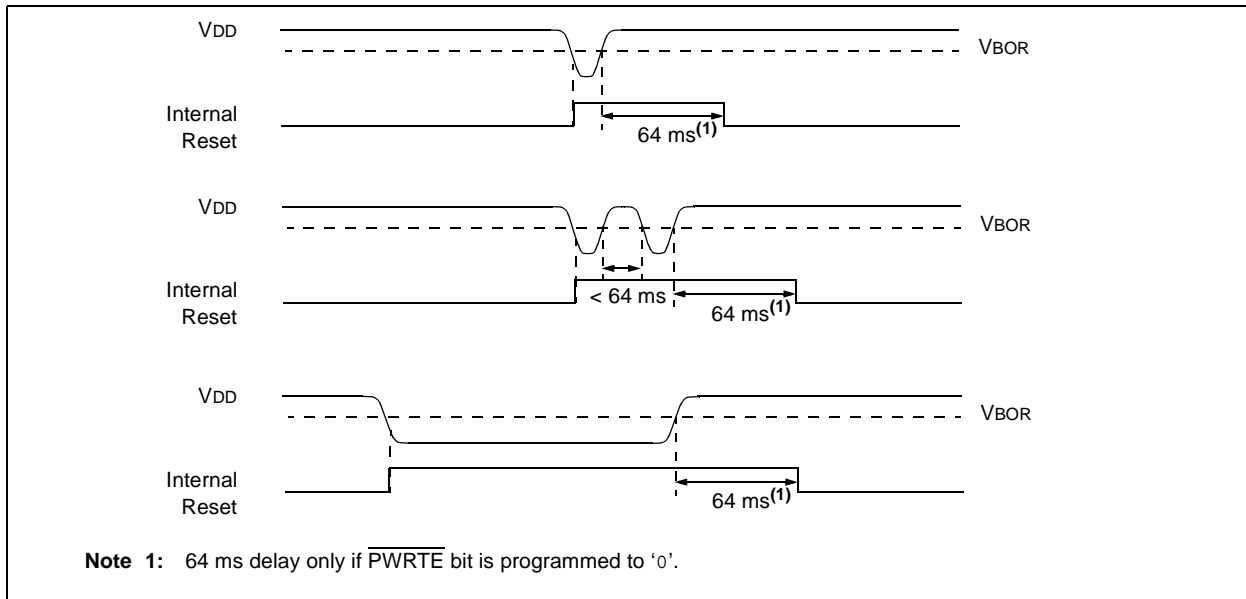 VDD
VBOR
Internal
Reset
64 ms(1)
VDD
VBOR
Internal
Reset
< 64 ms
64 ms(1)
VDD
VBOR
Internal
Reset
64 ms(1)
Note 1: 64 ms delay only if PWRTE bit is programmed to ‘0’.